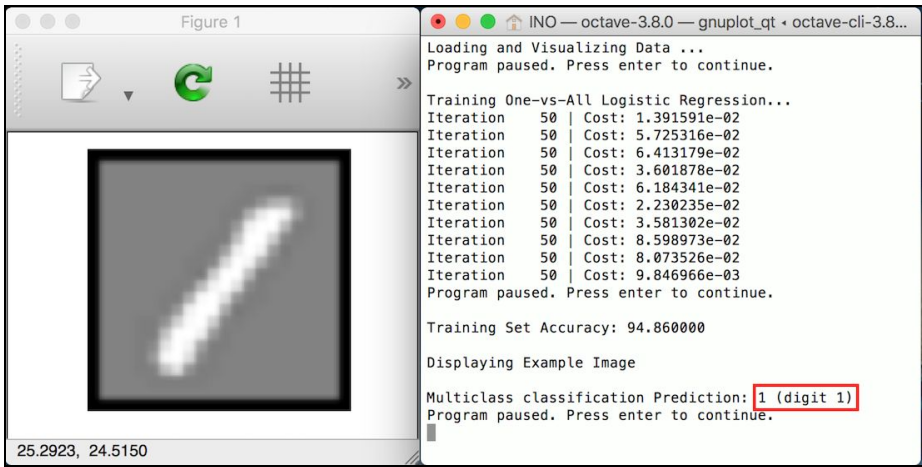 Figure 1
INO — octave-3.8.0 — gnuplot_qt ◂ octave-cli-3.8...
Loading and Visualizing Data ...
Program paused. Press enter to continue.
Training One-vs-All Logistic Regression...
Iteration    50 | Cost: 1.391591e-02
Iteration    50 | Cost: 5.725316e-02
Iteration    50 | Cost: 6.413179e-02
Iteration    50 | Cost: 3.601878e-02
Iteration    50 | Cost: 6.184341e-02
Iteration    50 | Cost: 2.230235e-02
Iteration    50 | Cost: 3.581302e-02
Iteration    50 | Cost: 8.598973e-02
Iteration    50 | Cost: 8.073526e-02
Iteration    50 | Cost: 9.846966e-03
Program paused. Press enter to continue.
Training Set Accuracy: 94.860000
Displaying Example Image
Multiclass classification Prediction: 1 (digit 1)
Program paused. Press enter to continue.
25.2923, 24.5150